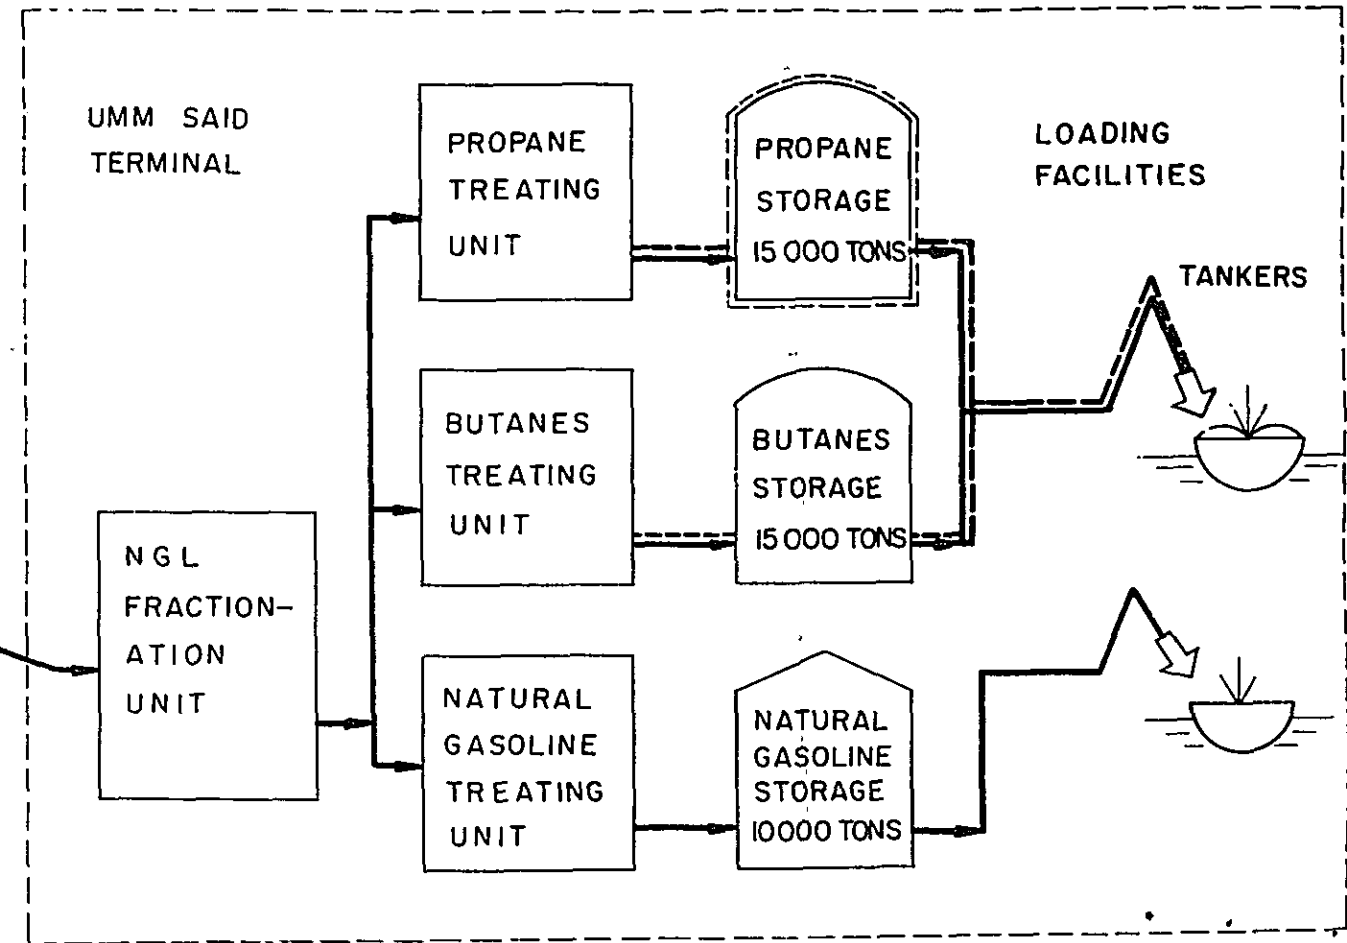 UMM SAID
TERMINAL
PROPANE
TREATING
UNIT
PROPANE
STORAGE
15 000 TONS
LOADING
FACILITIES
TANKERS
BUTANES
TREATING
UNIT
BUTANES
STORAGE
15 000 TONS
NGL
FRACTION-
ATION
UNIT
NATURAL
GASOLINE
TREATING
UNIT
NATURAL
GASOLINE
STORAGE
10000 TONS